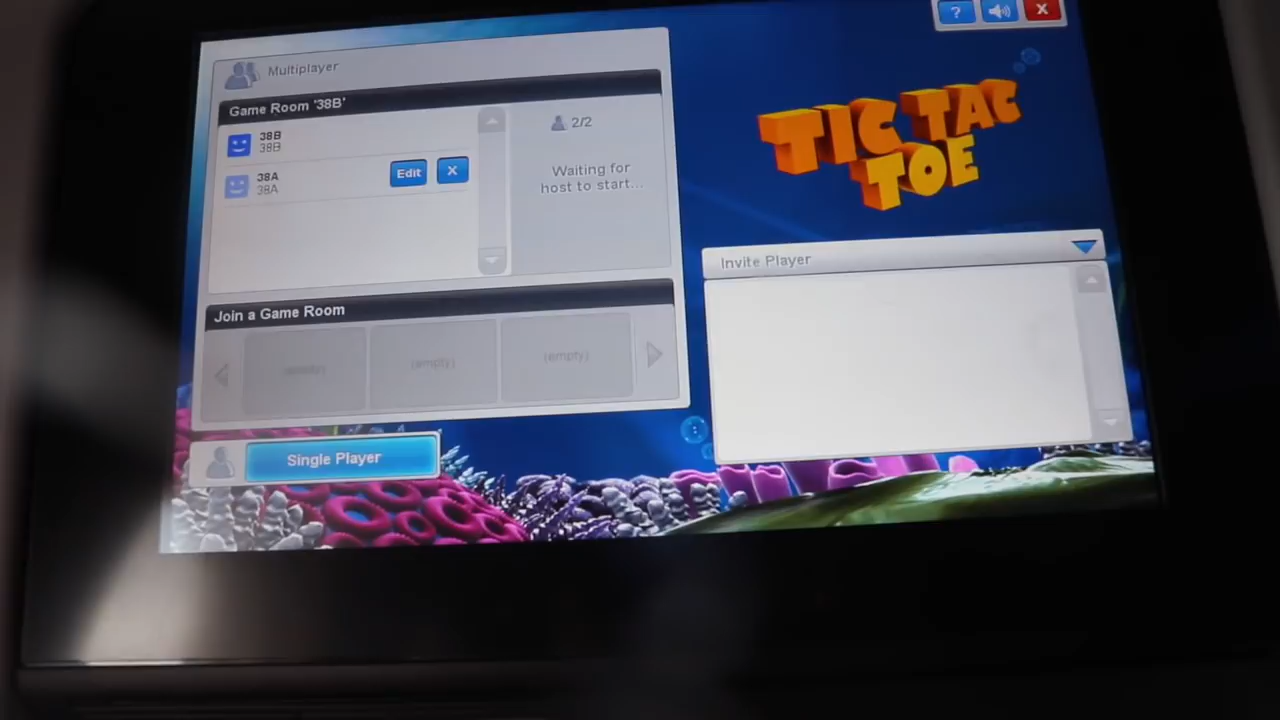 Multiplayer
Game Room '38B'
38B
38B
38A
38A
Edit
2/2
Waiting for
host to start...
Join a Game Room
(empty)
(empty)
Single Player
?
TIC TAC
TOE
Invite Player